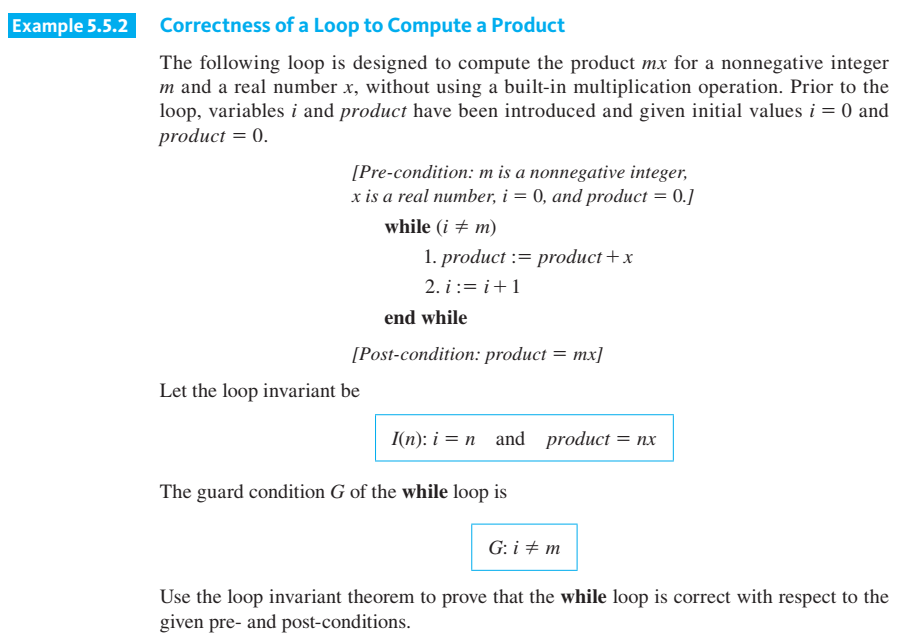 Example 5.5.2 Correctness of a Loop to Compute a Product
The following loop is designed to compute the product mx for a nonnegative integer
m and a real number x, without using a built-in multiplication operation. Prior to the
loop, variables i and product have been introduced and given initial values i = 0 and
product = 0.
[Pre-condition: m is a nonnegative integer,
x is a real number, i = 0, and product = 0.]
while (i ≠ m)
1. product := product + x
2. i := i + 1
end while
[Post-condition: product = mx]
Let the loop invariant be
I(n): i = n and product = nx
The guard condition G of the while loop is
G: i ≠ m
Use the loop invariant theorem to prove that the while loop is correct with respect to the
given pre- and post-conditions.